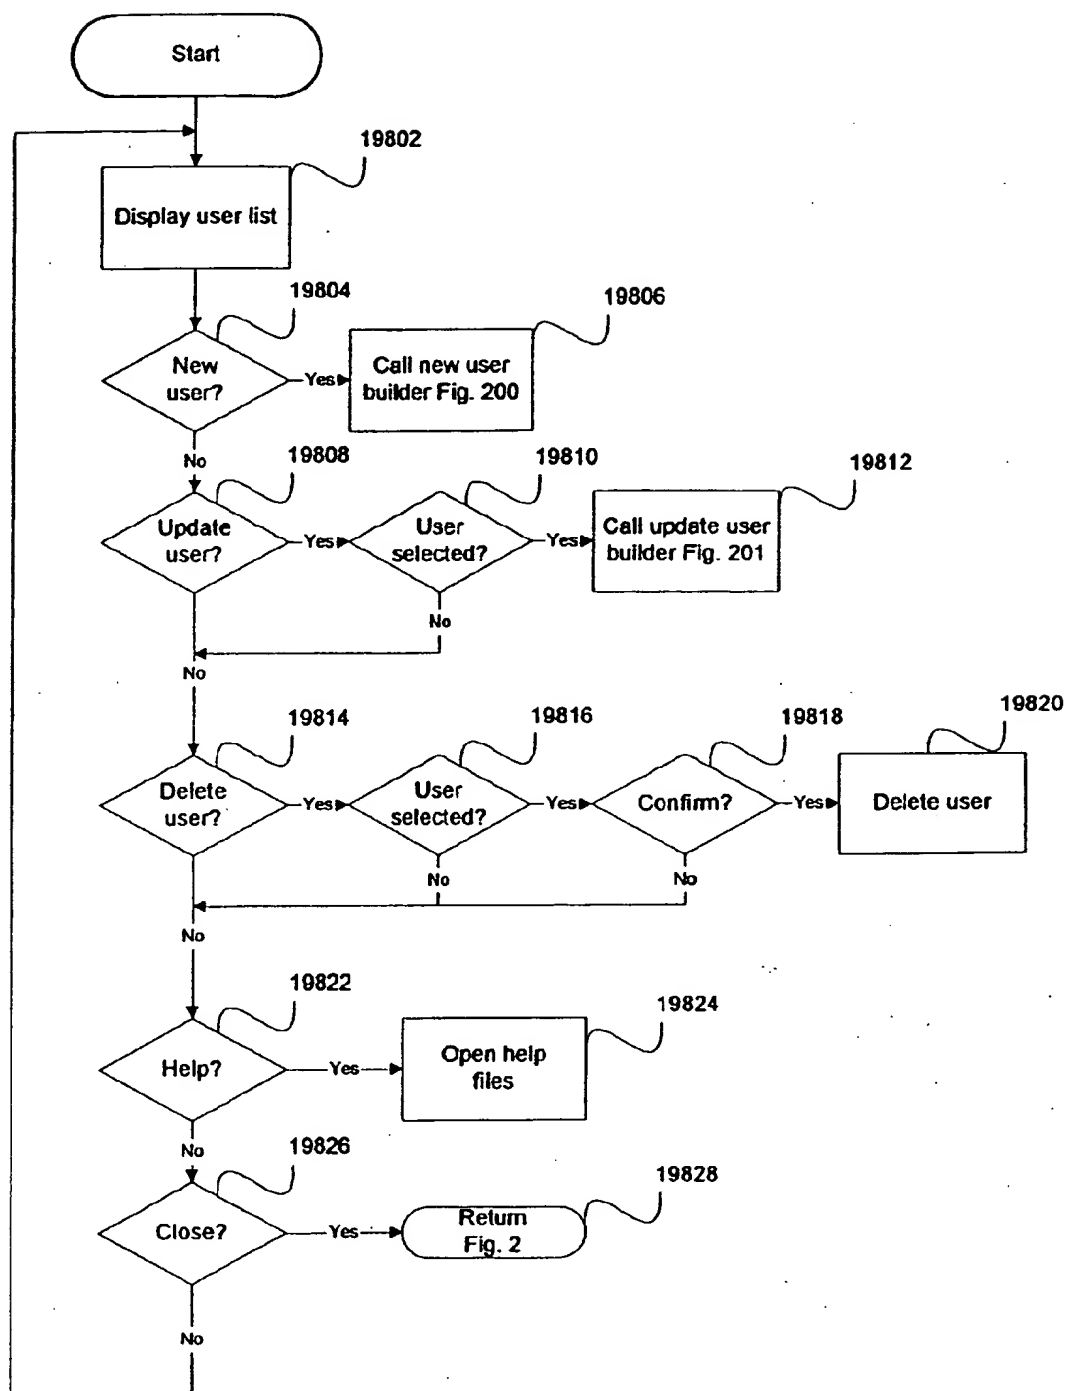 Start
19802
Display user list
19804
19806
New
user?
Yes
Call new user
builder Fig. 200
No
19808
19810
19812
Update
user?
Yes
User
selected?
Yes
Call update user
builder Fig. 201
No
No
19814
19816
19818
19820
Delete
user?
Yes
User
selected?
Yes
Confirm?
Yes
Delete user
No
No
No
19822
19824
Help?
Yes
Open help
files
No
19826
19828
Close?
Yes
Return
Fig. 2
No